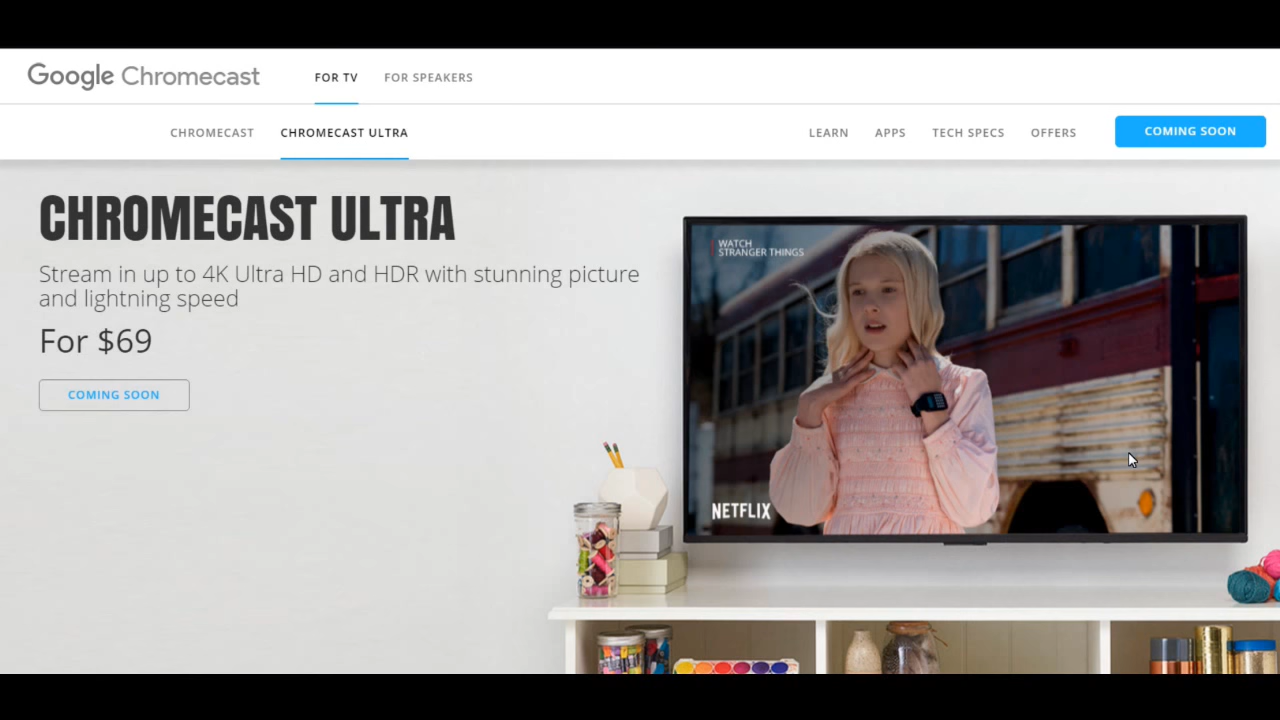 Google Chromecast
FOR TV
FOR SPEAKERS
CHROMECAST
CHROMECAST ULTRA
LEARN
APPS
TECH SPECS
OFFERS
COMING SOON
CHROMECAST ULTRA
Stream in up to 4K Ultra HD and HDR with stunning picture
and lightning speed
For $69
COMING SOON
WATCH
STRANGER THINGS
NETFLIX